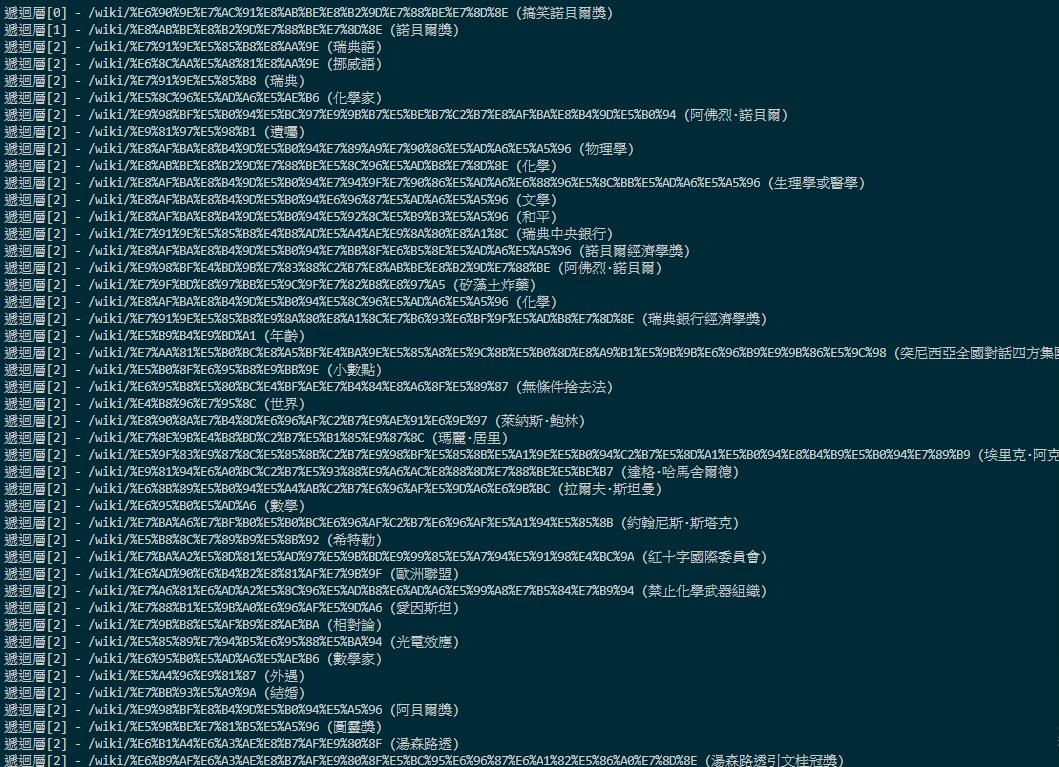 遞迴層[0] - /wiki/%E6%90%9E%E7%AC%91%E8%AB%BE%E8%B2%9D%E7%88%BE%E7%8D%8E (搞笑諾貝爾獎)
遞迴層[1] - /wiki/%E8%AB%BE%E8%B2%9D%E7%88%BE%E7%8D%8E (諾貝爾獎)
遞迴層[2] - /wiki/%E7%91%9E%E5%85%B8%E8%AA%9E (瑞典語)
遞迴層[2] - /wiki/%E6%8C%AA%E5%A8%81%E8%AA%9E (挪威語)
遞迴層[2] - /wiki/%E7%91%9E%E5%85%B8 (瑞典)
遞迴層[2] - /wiki/%E5%8C%96%E5%AD%A6%E5%AE%B6 (化學家)
遞迴層[2] - /wiki/%E9%98%BF%E5%B0%94%E5%BC%97%E9%9B%B7%E5%BE%B7%C2%B7%E8%AF%BA%E8%B4%9D%E5%B0%94 (阿佛烈·諾貝爾)
遞迴層[2] - /wiki/%E9%81%97%E5%98%B1 (遺囑)
遞迴層[2] - /wiki/%E8%AF%BA%E8%B4%9D%E5%B0%94%E7%89%A9%E7%90%86%E5%AD%A6%E5%A5%96 (物理學)
遞迴層[2] - /wiki/%E8%AB%BE%E8%B2%9D%E7%88%BE%E5%8C%96%E5%AD%B8%E7%8D%8E (化學)
遞迴層[2] - /wiki/%E8%AF%BA%E8%B4%9D%E5%B0%94%E7%94%9F%E7%90%86%E5%AD%A6%E6%88%96%E5%8C%BB%E5%AD%A6%E5%A5%96 (生理學或醫學)
遞迴層[2] - /wiki/%E8%AF%BA%E8%B4%9D%E5%B0%94%E6%96%87%E5%AD%A6%E5%A5%96 (文學)
遞迴層[2] - /wiki/%E8%AF%BA%E8%B4%9D%E5%B0%94%E5%92%8C%E5%B9%B3%E5%A5%96 (和平)
遞迴層[2] - /wiki/%E7%91%9E%E5%85%B8%E4%B8%AD%E5%A4%AE%E9%8A%80%E8%A1%8C (瑞典中央銀行)
遞迴層[2] - /wiki/%E8%AF%BA%E8%B4%9D%E5%B0%94%E7%BB%8F%E6%B5%8E%E5%AD%A6%E5%A5%96 (諾貝爾經濟學獎)
遞迴層[2] - /wiki/%E9%98%BF%E4%BD%9B%E7%83%88%C2%B7%E8%AB%BE%E8%B2%9D%E7%88%BE (阿佛烈·諾貝爾)
遞迴層[2] - /wiki/%E7%9F%BD%E8%97%BB%E5%9C%9F%E7%82%B8%E8%97%A5 (矽藻土炸藥)
遞迴層[2] - /wiki/%E8%AF%BA%E8%B4%9D%E5%B0%94%E5%8C%96%E5%AD%A6%E5%A5%96 (化學)
遞迴層[2] - /wiki/%E7%91%9E%E5%85%B8%E9%8A%80%E8%A1%8C%E7%B6%93%E6%BF%9F%E5%AD%B8%E7%8D%8E (瑞典銀行經濟學獎)
遞迴層[2] - /wiki/%E5%B9%B4%E9%BD%A1 (年齡)
遞迴層[2] - /wiki/%E7%AA%81%E5%B0%BC%E8%A5%BF%E4%BA%9E%E5%85%A8%E5%9C%8B%E5%B0%8D%E8%A9%B1%E5%9B%9B%E6%96%B9%E9%9B%86%E5%9C%98 (突尼西亞全國對話四方集團
遞迴層[2] - /wiki/%E5%B0%8F%E6%95%B8%E9%BB%9E (小數點)
遞迴層[2] - /wiki/%E6%95%B8%E5%80%BC%E4%BF%AE%E7%B4%84%E8%A6%8F%E5%89%87 (無條件捨去法)
遞迴層[2] - /wiki/%E4%B8%96%E7%95%8C (世界)
遞迴層[2] - /wiki/%E8%90%8A%E7%B4%8D%E6%96%AF%C2%B7%E9%AE%91%E6%9E%97 (萊納斯·鮑林)
遞迴層[2] - /wiki/%E7%8E%9B%E4%B8%BD%C2%B7%E5%B1%85%E9%87%8C (瑪麗·居里)
遞迴層[2] - /wiki/%E5%9F%83%E9%87%8C%E5%85%8B%C2%B7%E9%98%BF%E5%85%8B%E5%A1%9E%E5%B0%94%C2%B7%E5%8D%A1%E5%B0%94%E8%B4%B9%E5%B0%94%E7%89%B9 (埃里克·阿克
遞迴層[2] - /wiki/%E9%81%94%E6%A0%BC%C2%B7%E5%93%88%E9%A6%AC%E8%88%8D%E7%88%BE%E5%BE%B7 (達格·哈馬舍爾德)
遞迴層[2] - /wiki/%E6%8B%89%E5%B0%94%E5%A4%AB%C2%B7%E6%96%AF%E5%9D%A6%E6%9B%BC (拉爾夫·斯坦曼)
遞迴層[2] - /wiki/%E6%95%B0%E5%AD%A6 (數學)
遞迴層[2] - /wiki/%E7%BA%A6%E7%BF%B0%E5%B0%BC%E6%96%AF%C2%B7%E6%96%AF%E5%A1%94%E5%85%8B (約翰尼斯·斯塔克)
遞迴層[2] - /wiki/%E5%B8%8C%E7%89%B9%E5%8B%92 (希特勒)
遞迴層[2] - /wiki/%E7%BA%A2%E5%8D%81%E5%AD%97%E5%9B%BD%E9%99%85%E5%A7%94%E5%91%98%E4%BC%9A (紅十字國際委員會)
遞迴層[2] - /wiki/%E6%AD%90%E6%B4%B2%E8%81%AF%E7%9B%9F (歐洲聯盟)
遞迴層[2] - /wiki/%E7%A6%81%E6%AD%A2%E5%8C%96%E5%AD%B8%E6%AD%A6%E5%99%A8%E7%B5%84%E7%B9%94 (禁止化學武器組織)
遞迴層[2] - /wiki/%E7%88%B1%E5%9B%A0%E6%96%AF%E5%9D%A6 (愛因斯坦)
遞迴層[2] - /wiki/%E7%9B%B8%E5%AF%B9%E8%AE%BA (相對論)
遞迴層[2] - /wiki/%E5%85%89%E7%94%B5%E6%95%88%E5%BA%94 (光電效應)
遞迴層[2] - /wiki/%E6%95%B0%E5%AD%A6%E5%AE%B6 (數學家)
遞迴層[2] - /wiki/%E5%A4%96%E9%81%87 (外遇)
遞迴層[2] - /wiki/%E7%BB%93%E5%A9%9A (結婚)
遞迴層[2] - /wiki/%E9%98%BF%E8%B4%9D%E5%B0%94%E5%A5%96 (阿貝爾獎)
遞迴層[2] - /wiki/%E5%9B%BE%E7%81%B5%E5%A5%96 (圖靈獎)
遞迴層[2] - /wiki/%E6%B1%A4%E6%A3%AE%E8%B7%AF%E9%80%8F (湯森路透)
遞迴層[2] - /wiki/%E6%B9%AF%E6%A3%AE%E8%B7%AF%E9%80%8F%E5%BC%95%E6%96%87%E6%A1%82%E5%86%A0%E7%8D%8E (湯森路透引文桂冠獎)